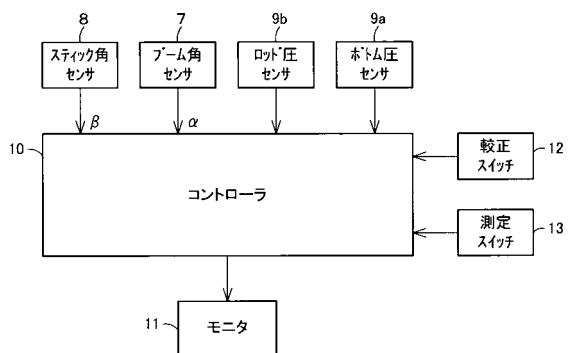 8
7
9b
9a
スティック角
センサ
ブーム角
センサ
ロッド圧
センサ
ボトム圧
センサ
β
α
10
コントローラ
較正
スイッチ
12
測定
スイッチ
13
11
モニタ